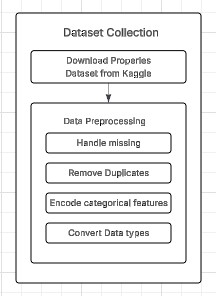 Dataset Collection
Download Properies
Dataset from Kaggle
Data Preprocessing
Handle missing
Remove Duplicates
Encode categorical features
Convert Data types